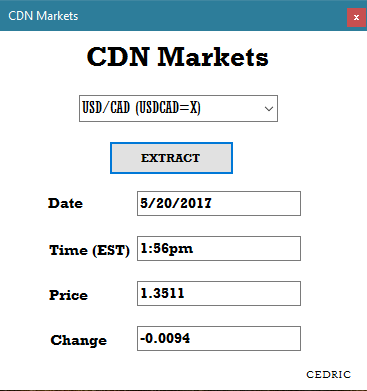 CDN Markets
x
CDN Markets
USD/CAD (USDCAD=X)
EXTRACT
Date 5/20/2017
Time (EST) 1:56pm
Price 1.3511
Change -0.0094
CEDRIC